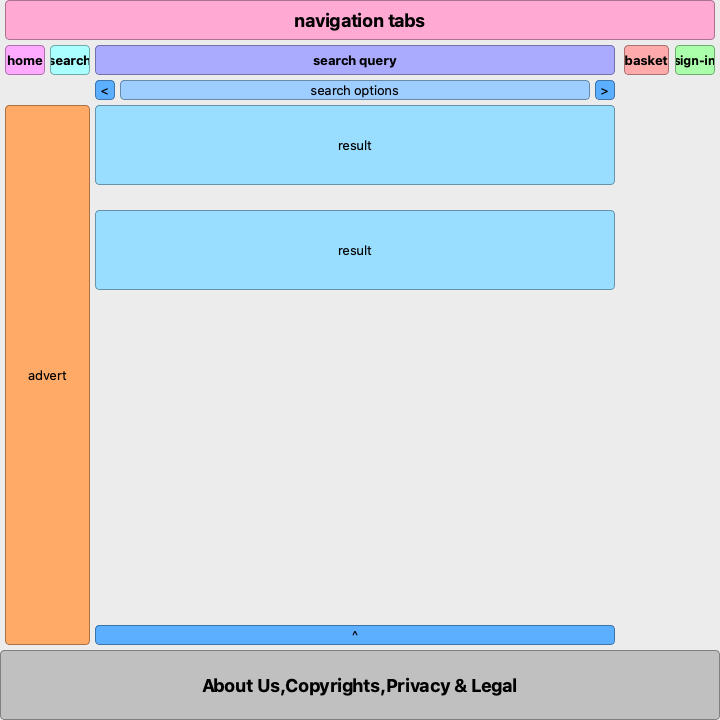 navigation tabs
home
search
search query
basket
sign-in
<
search options
>
result
result
advert
^
About Us,Copyrights,Privacy & Legal